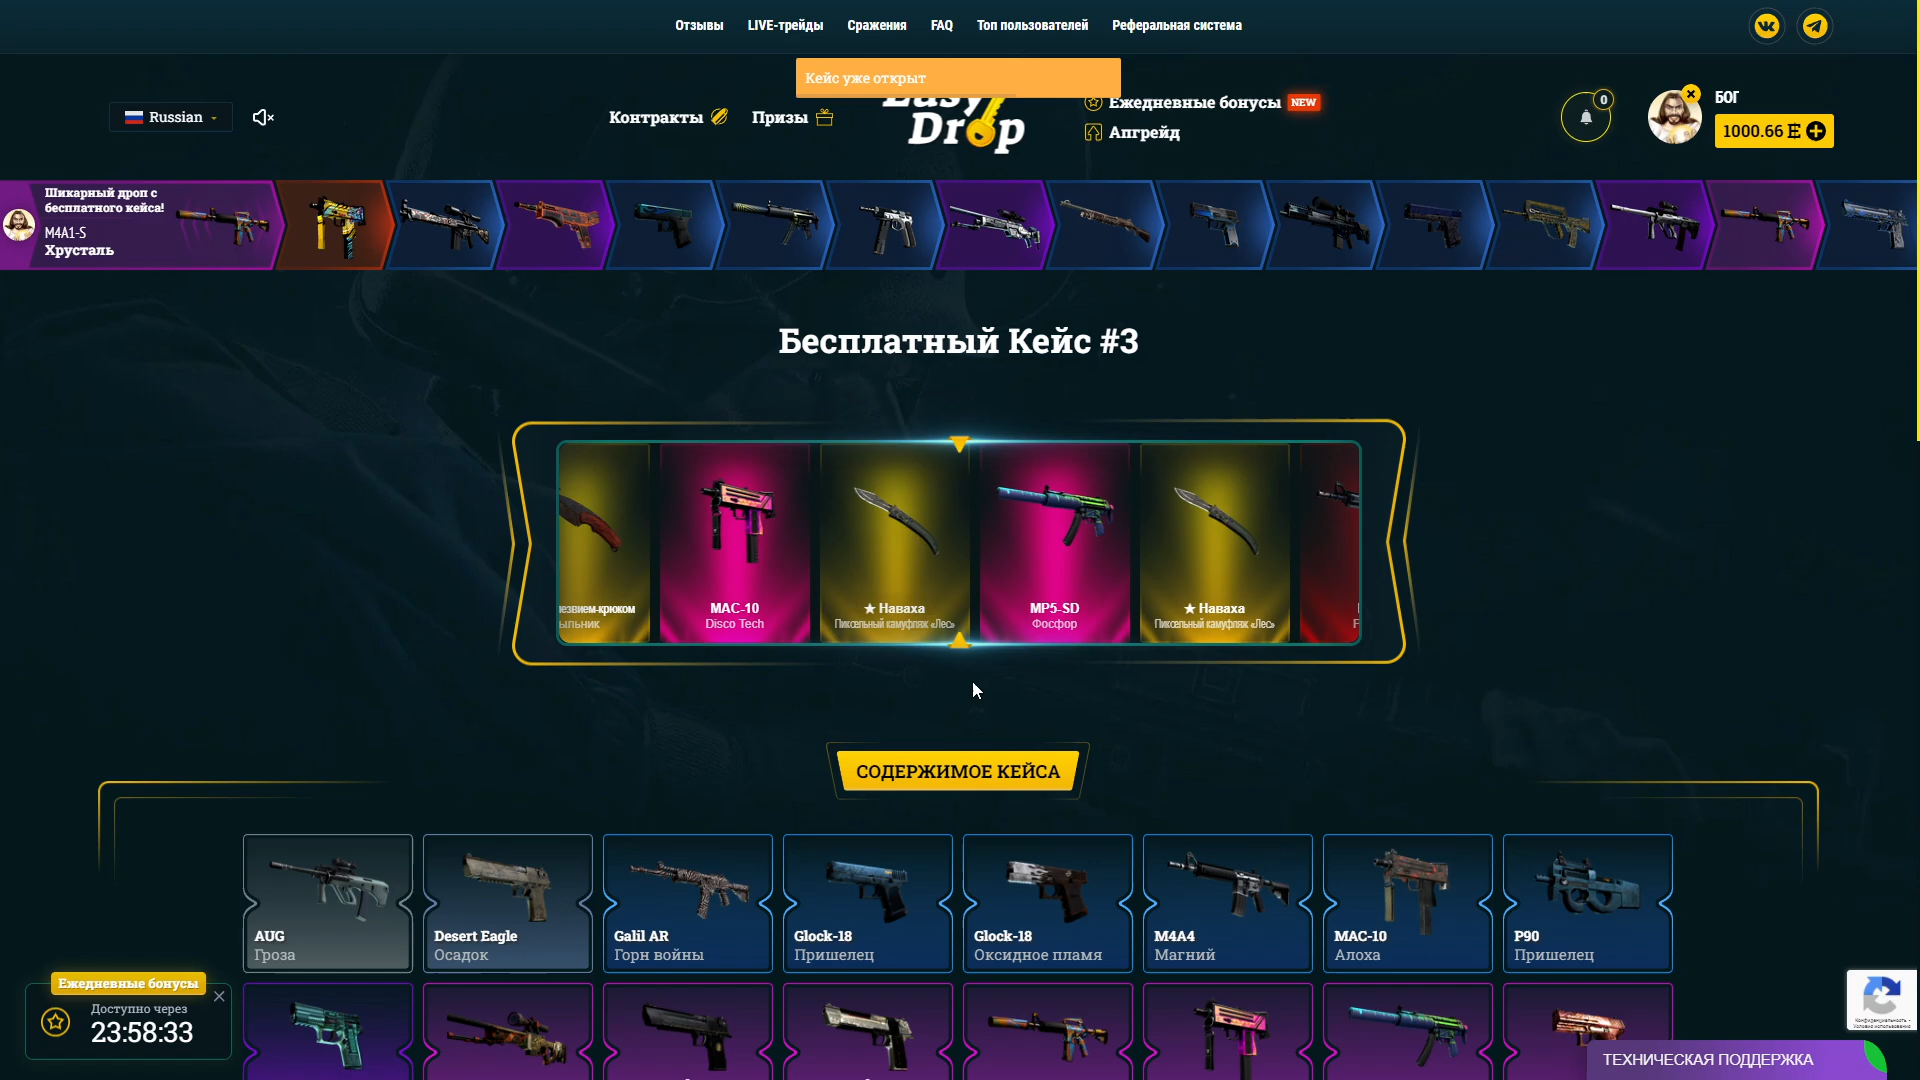 Отзывы
LIVE-трейды
Сражения
FAQ
Топ пользователей
Реферальная система
Кейс уже открыт
Russian
Контракты
Призы
Easy
Drop
Ежедневные бонусы NEW
Апгрейд
0
БОГ
1000.66
Шикарный дроп с
бесплатного кейса!
M4A1-S
Хрусталь
Бесплатный Кейс #3
MAC-10
Disco Tech
★ Наваха
Пиксельный камуфляж «Лес»
MP5-SD
Фосфор
★ Наваха
Пиксельный камуфляж «Лес»
СОДЕРЖИМОЕ КЕЙСА
AUG
Гроза
Desert Eagle
Осадок
Galil AR
Горн войны
Glock-18
Пришелец
Glock-18
Оксидное пламя
M4A4
Магний
MAC-10
Алоха
P90
Пришелец
Ежедневные бонусы
Доступно через
23:58:33
Конфиденциальность -
Условия использования
ТЕХНИЧЕСКАЯ ПОДДЕРЖКА